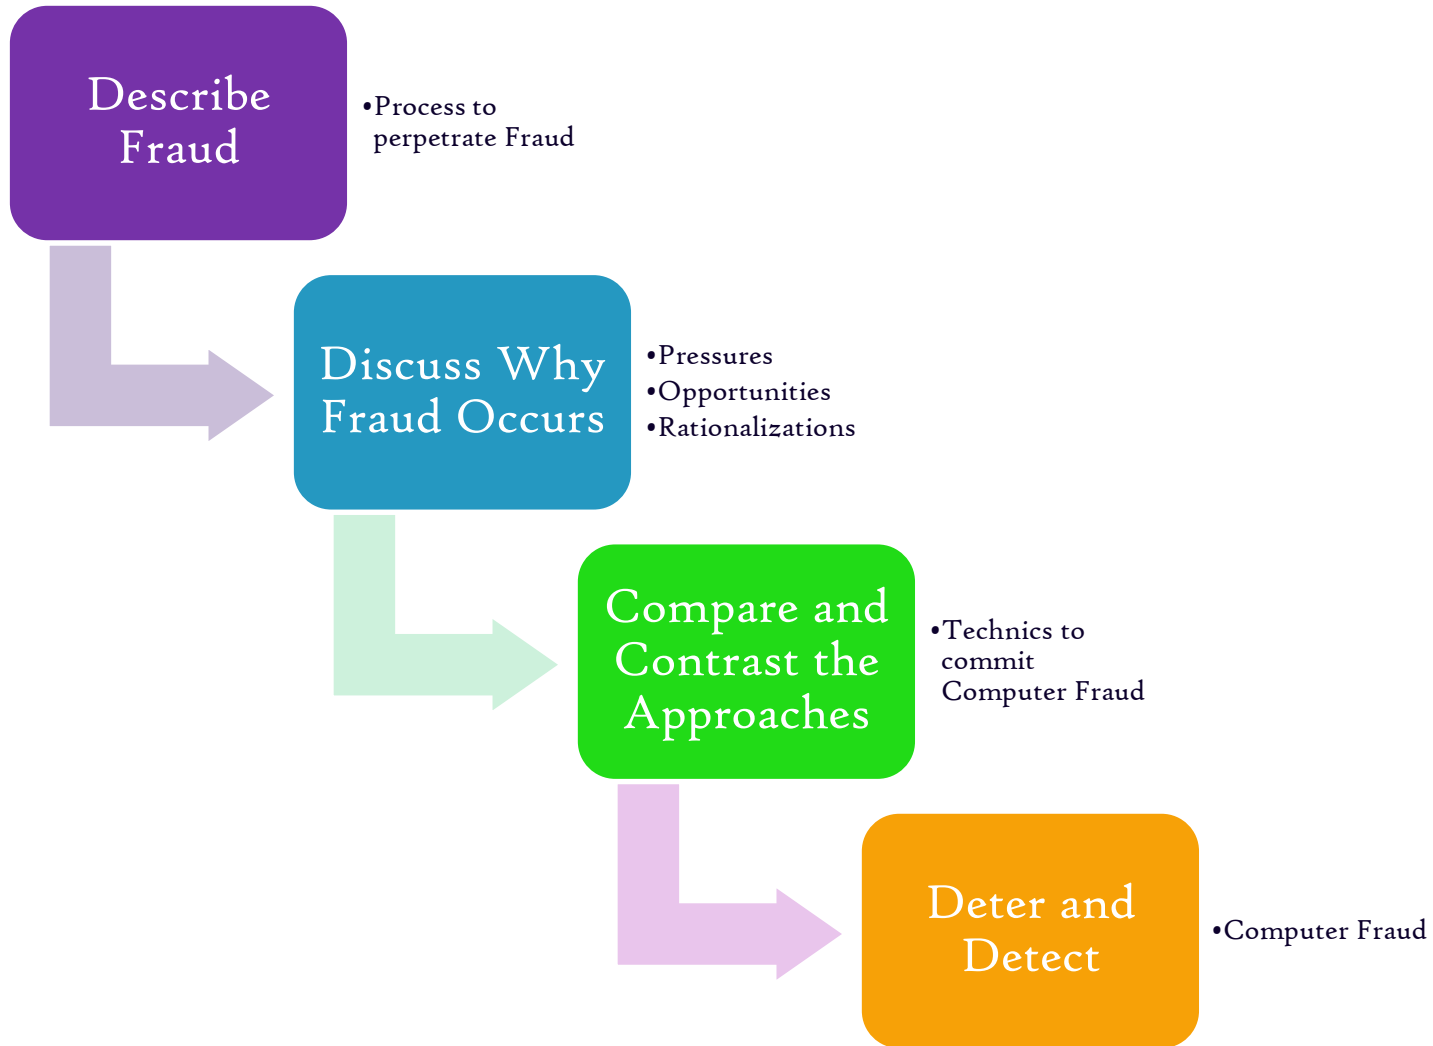 Describe
Fraud
•Process to
perpetrate Fraud
Discuss Why
Fraud Occurs
•Pressures
•Opportunities
•Rationalizations
Compare and
Contrast the
Approaches
•Technics to
commit
Computer Fraud
Deter and
Detect
•Computer Fraud